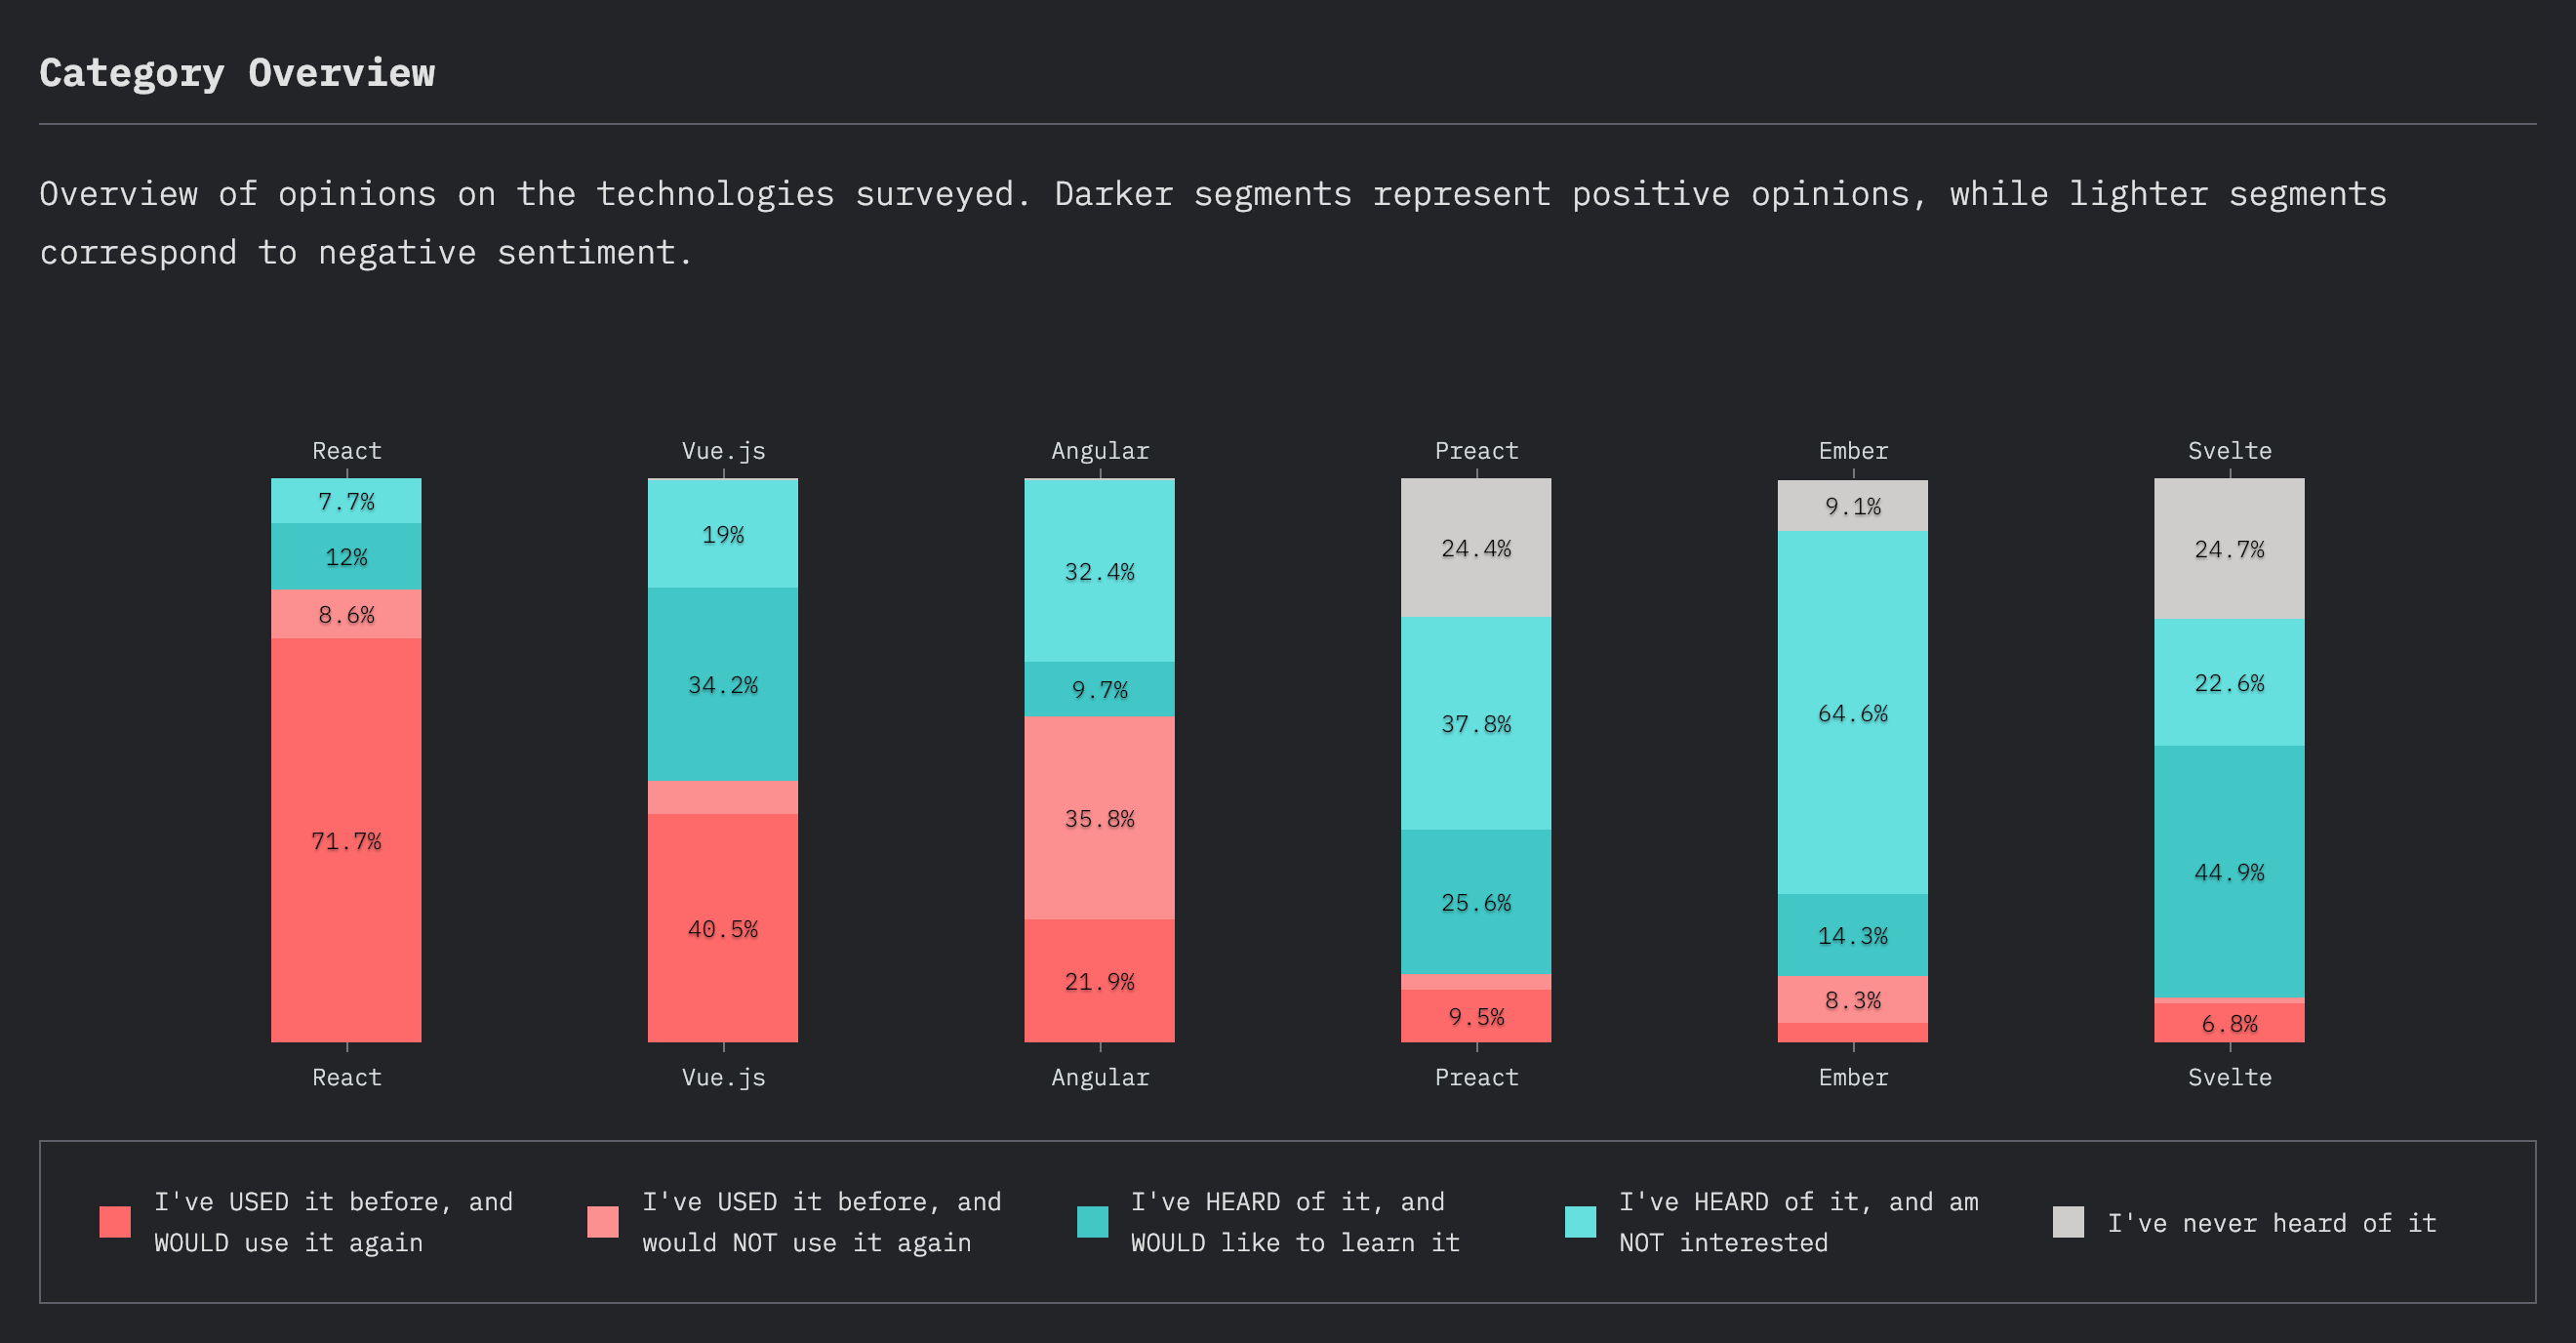 Category Overview
Overview of opinions on the technologies surveyed. Darker segments represent positive opinions, while lighter segments
correspond to negative sentiment.
React
Vue.js
Angular
Preact
Ember
Svelte
7.7%
12%
8.6%
71.7%
19%
34.2%
40.5%
32.4%
9.7%
35.8%
21.9%
24.4%
37.8%
25.6%
9.5%
9.1%
64.6%
14.3%
8.3%
24.7%
22.6%
44.9%
6.8%
React
Vue.js
Angular
Preact
Ember
Svelte
I've USED it before, and
WOULD use it again
I've USED it before, and
would NOT use it again
I've HEARD of it, and
WOULD like to learn it
I've HEARD of it, and am
NOT interested
I've never heard of it